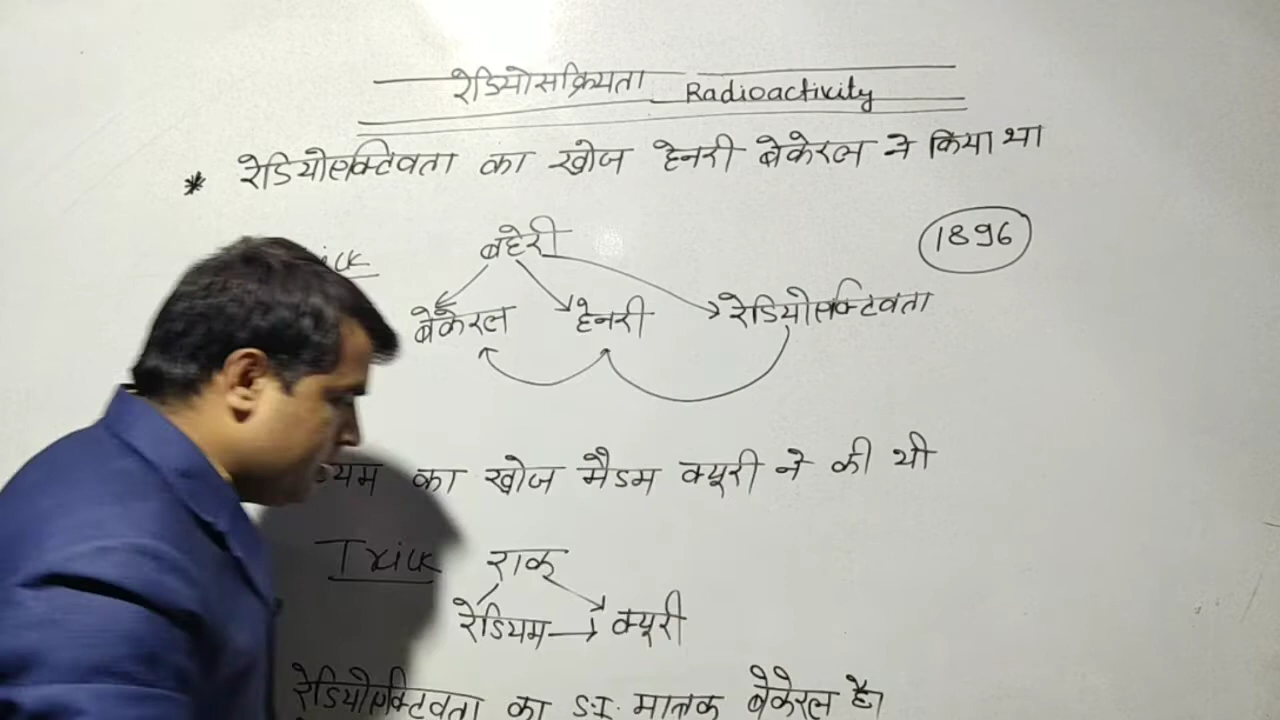 रेडियोसक्रियता Radioactivity
* रेडियोएक्टिवता का खोज हेनरी बेकेरल ने किया था
बहेरी
1896
बेकेरल हेनरी रेडियोएक्टिवता
का खोज मैडम क्यूरी ने की थी
Trick राकू
रेडियम क्यूरी
रेडियोएक्टिवता का S.I. मात्रक बेकेरल है।